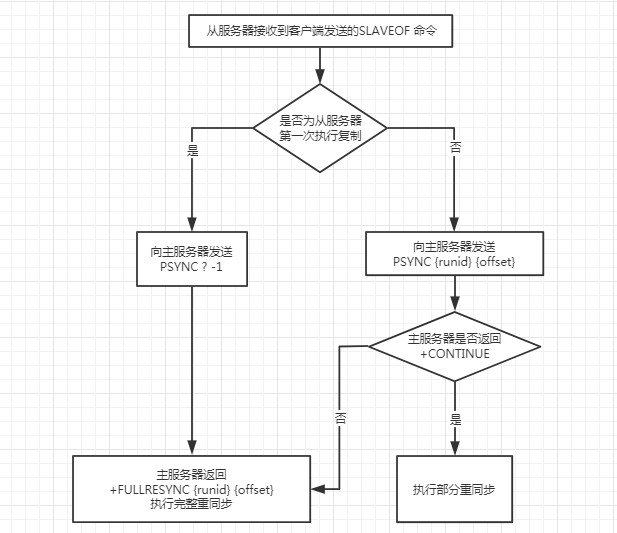 从服务器接收到客户端发送的SLAVEOF 命令
是否为从服务器
第一次执行复制
是
否
向主服务器发送
PSYNC ? -1
向主服务器发送
PSYNC {runid} {offset}
主服务器是否返回
+CONTINUE
否
是
主服务器返回
+FULLRESYNC {runid} {offset}
执行完整重同步
执行部分重同步